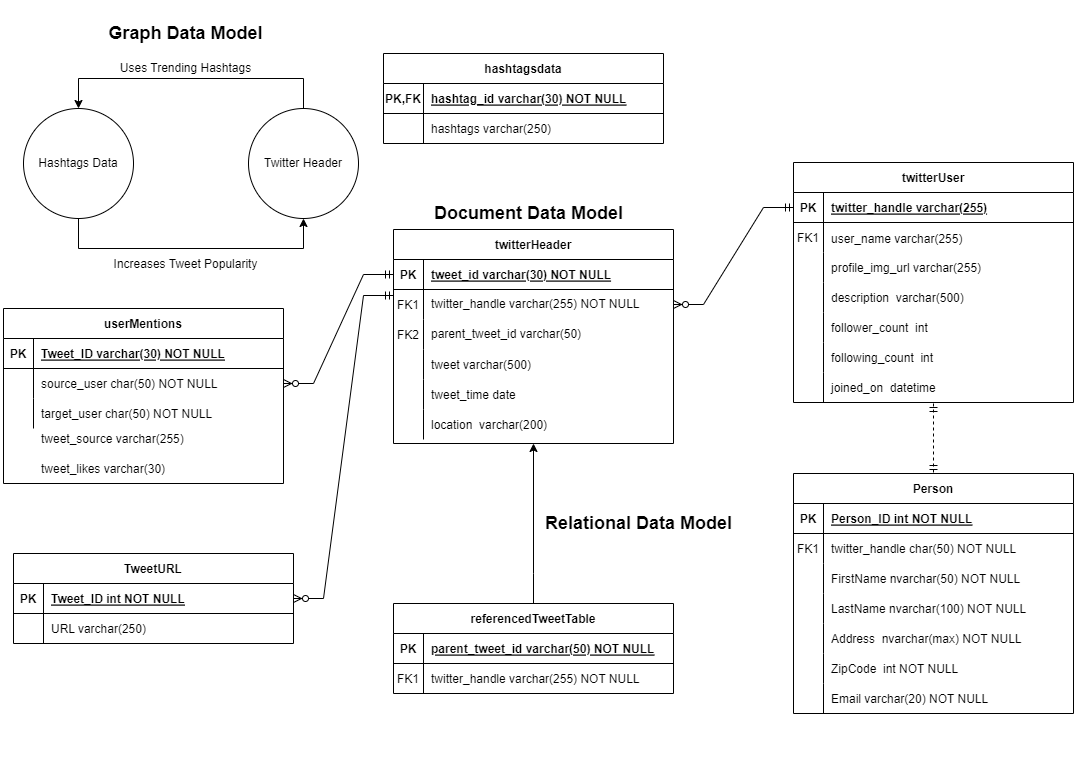 Graph Data Model
Uses Trending Hashtags
Hashtags Data
Twitter Header
Increases Tweet Popularity
hashtagsdata
PK,FK hashtag_id varchar(30) NOT NULL
hashtags varchar(250)
Document Data Model
twitterHeader
PK tweet_id varchar(30) NOT NULL
FK1 twitter_handle varchar(255) NOT NULL
FK2 parent_tweet_id varchar(50)
tweet varchar(500)
tweet_time date
location varchar(200)
twitterUser
PK twitter_handle varchar(255)
FK1 user_name varchar(255)
profile_img_url varchar(255)
description varchar(500)
follower_count int
following_count int
joined_on datetime
userMentions
PK Tweet_ID varchar(30) NOT NULL
source_user char(50) NOT NULL
target_user char(50) NOT NULL
tweet_source varchar(255)
tweet_likes varchar(30)
TweetURL
PK Tweet_ID int NOT NULL
URL varchar(250)
Relational Data Model
referencedTweetTable
PK parent_tweet_id varchar(50) NOT NULL
FK1 twitter_handle varchar(255) NOT NULL
Person
PK Person_ID int NOT NULL
FK1 twitter_handle char(50) NOT NULL
FirstName nvarchar(50) NOT NULL
LastName nvarchar(100) NOT NULL
Address nvarchar(max) NOT NULL
ZipCode int NOT NULL
Email varchar(20) NOT NULL